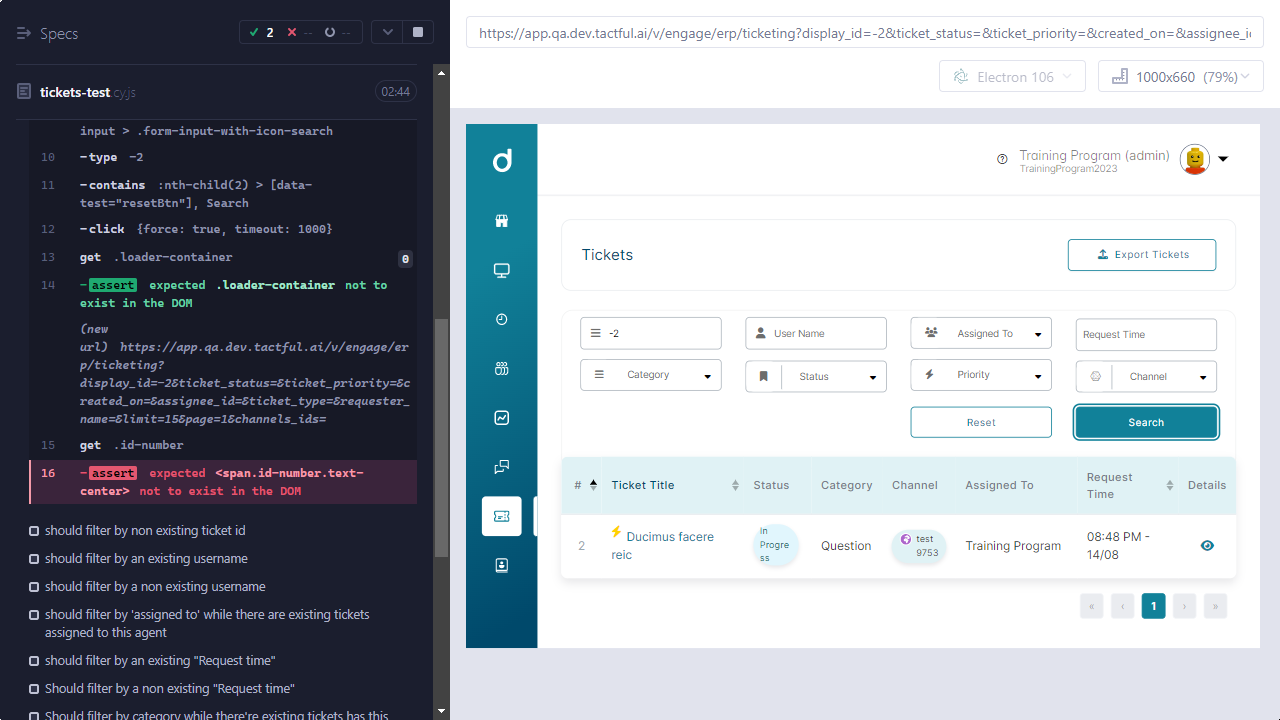 Specs
2
--
--
tickets-test cy.js
02:44
input > .form-input-with-icon-search
10 -type -2
11 -contains :nth-child(2) > [data-
test="resetBtn"], Search
12 -click {force: true, timeout: 1000}
13 get .loader-container 0
14 -assert expected .loader-container not to
exist in the DOM
(new
url) https://app.qa.dev.tactful.ai/v/engage/er
p/ticketing?
display_id=-2&ticket_status=&ticket_priority=&c
reated_on=&assignee_id=&ticket_type=&requester_
name=&limit=15&page=1&channels_ids=
15 get .id-number
16 -assert expected <span.id-number.text-
center> not to exist in the DOM
should filter by non existing ticket id
should filter by an existing username
should filter by a non existing username
should filter by 'assigned to' while there are existing tickets
assigned to this agent
should filter by an existing "Request time"
Should filter by a non existing "Request time"
Should filter by category while there're existing tickets has this
https://app.qa.dev.tactful.ai/v/engage/erp/ticketing?display_id=-2&ticket_status=&ticket_priority=&created_on=&assignee_i
Electron 106
1000x660 (79%)
d
Training Program (admin)
TrainingProgram2023
Tickets
Export Tickets
-2
User Name
Assigned To
Request Time
Category
Status
Priority
Channel
Reset
Search
# Ticket Title Status Category Channel Assigned To Request
Time Details
2 Ducimus facere
reic
In
Progre
ss
Question
test
9753
Training Program
08:48 PM -
14/08
« ‹ 1 › »